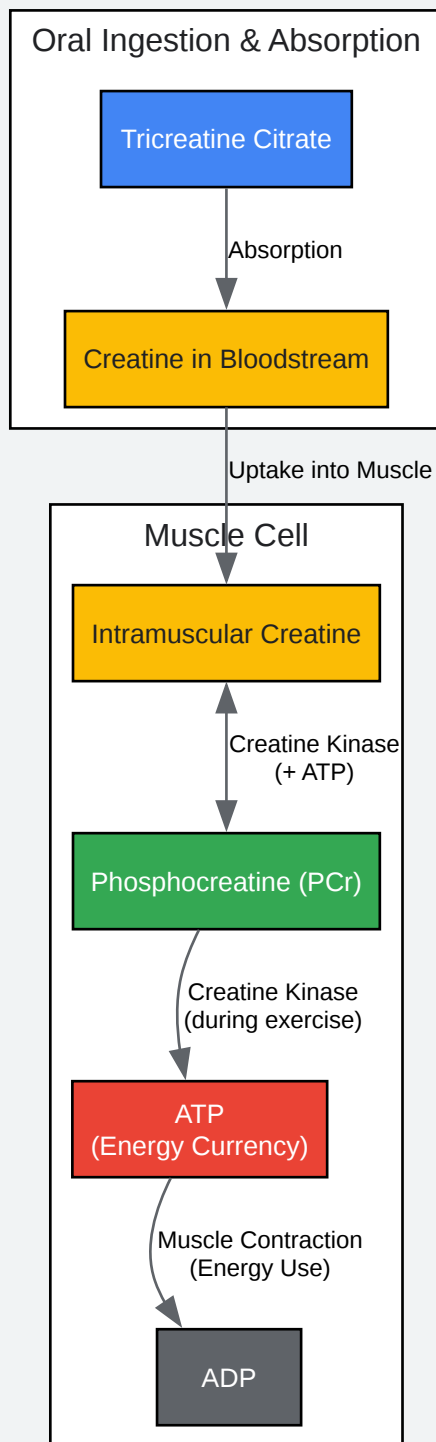 Oral Ingestion & Absorption
Tricreatine Citrate
Absorption
Creatine in Bloodstream
Uptake into Muscle
Muscle Cell
Intramuscular Creatine
Creatine Kinase
(+ ATP)
Phosphocreatine (PCr)
Creatine Kinase
(during exercise)
ATP
(Energy Currency)
Muscle Contraction
(Energy Use)
ADP